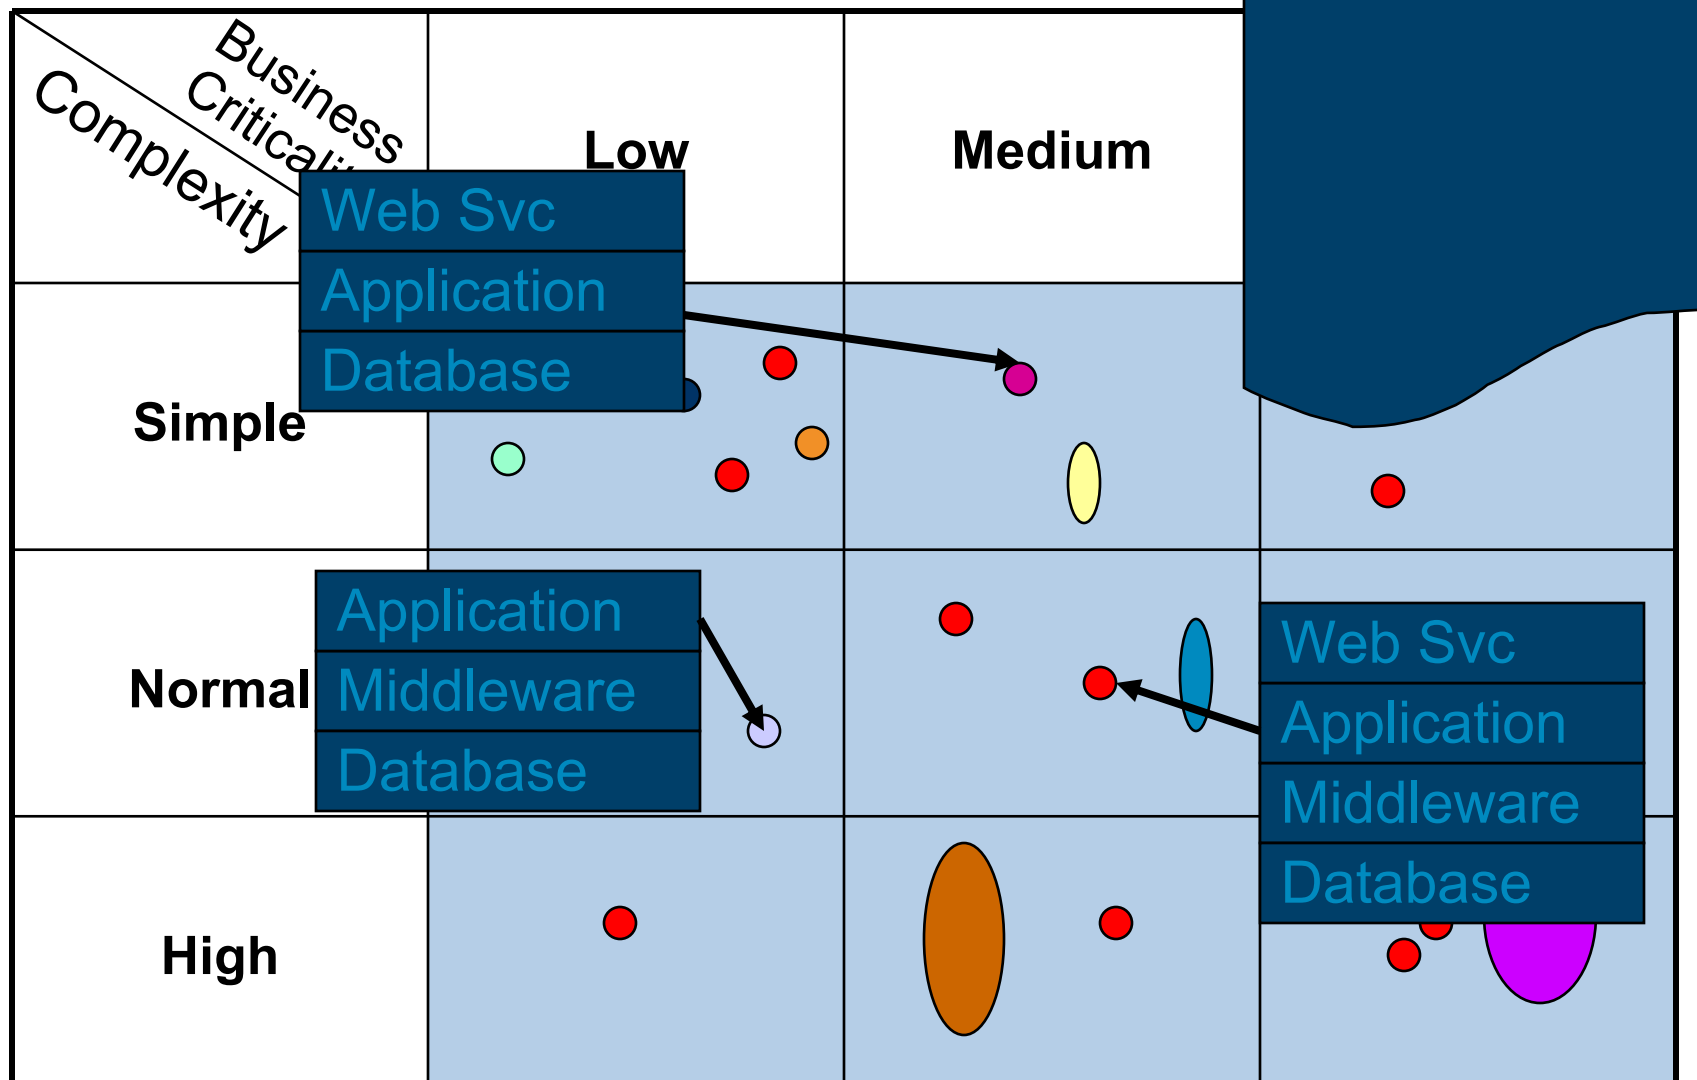 Business
Complexity
Low
Medium
Web Svc
Application
Database
Simple
Normal
Application
Middleware
Database
Web Svc
Application
Middleware
Database
High